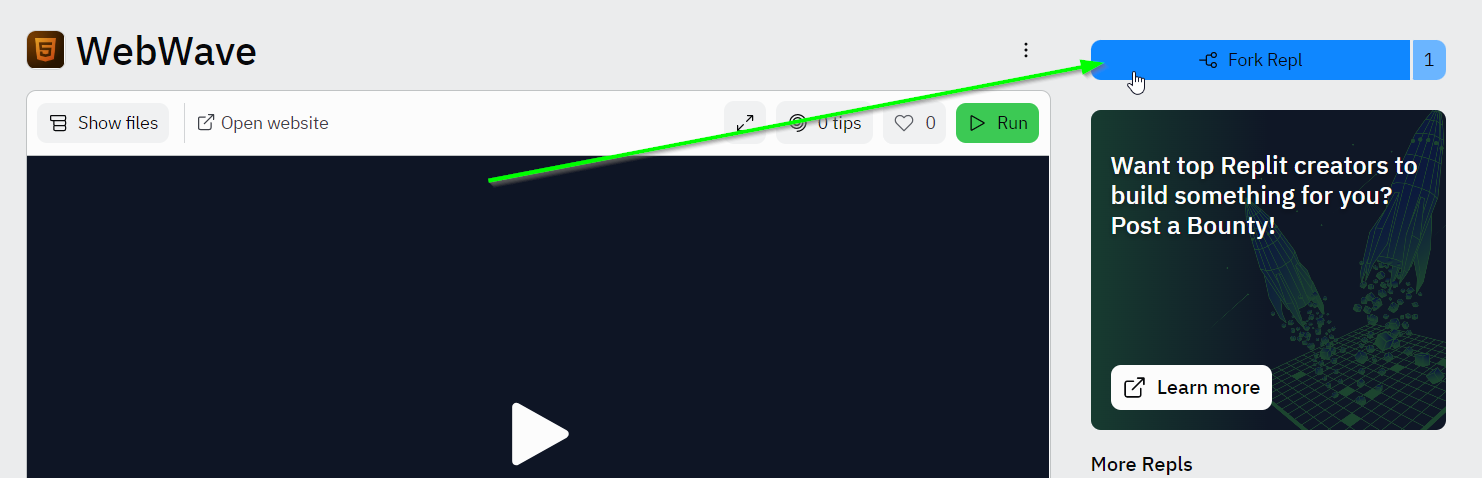 WebWave
Fork Repl
1
Show files
Open website
0 tips
0
Run
Want top Replit creators to
build something for you?
Post a Bounty!
Learn more
More Repls